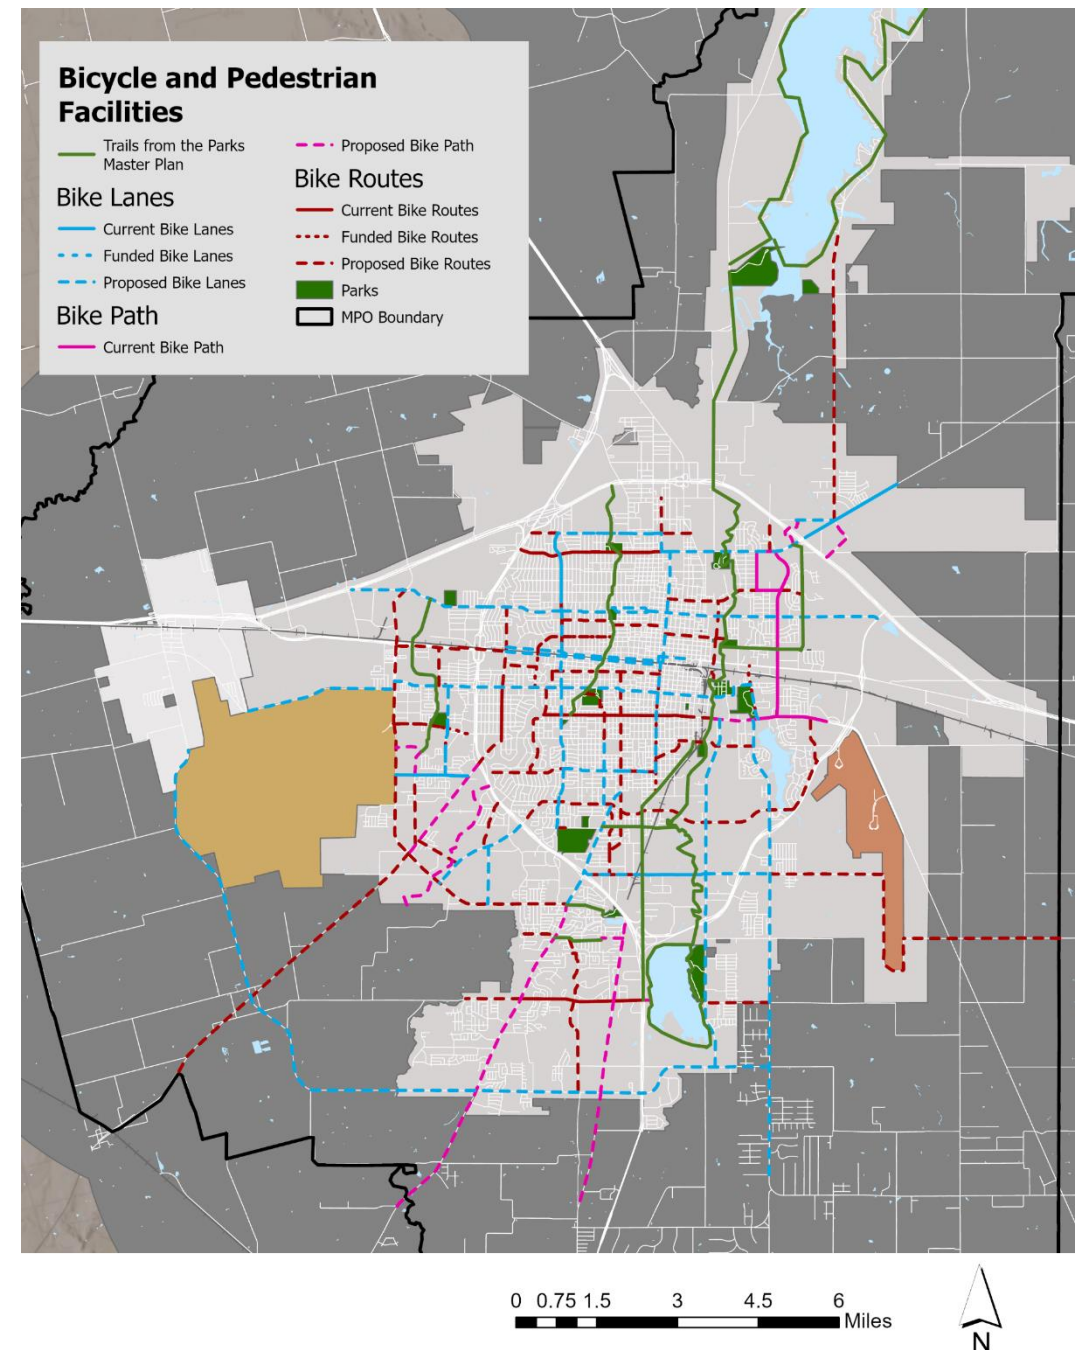 Bicycle and Pedestrian
Facilities
Trails from the Parks
Master Plan
Bike Lanes
Current Bike Lanes
Funded Bike Lanes
Proposed Bike Lanes
Bike Path
Current Bike Path
Proposed Bike Path
Bike Routes
Current Bike Routes
Funded Bike Routes
Proposed Bike Routes
Parks
MPO Boundary
0 0.75 1.5 3 4.5 6
Miles
N